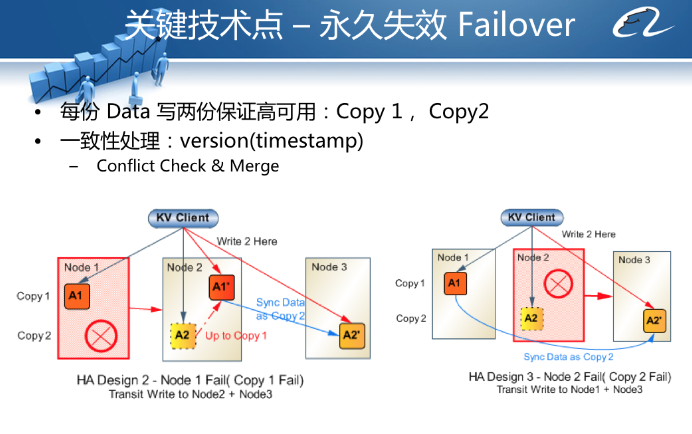 关键技术点 – 永久失效 Failover
• 每份 Data 写两份保证高可用：Copy 1 ， Copy2
• 一致性处理：version(timestamp)
– Conflict Check & Merge
KV Client
Write 2 Here
Node 1
Node 2
Node 3
Copy 1
A1
A1'
Sync Data
as Copy 2
Copy 2
A2
Up to Copy 1
A2'
HA Design 2 - Node 1 Fail( Copy 1 Fail)
Transit Write to Node2 + Node3
KV Client
Write 2 Here
Node 1
Node 2
Node 3
Copy 1
A1
Copy 2
A2
A2'
Sync Data as Copy 2
HA Design 3 - Node 2 Fail( Copy 2 Fail)
Transit Write to Node1 + Node3